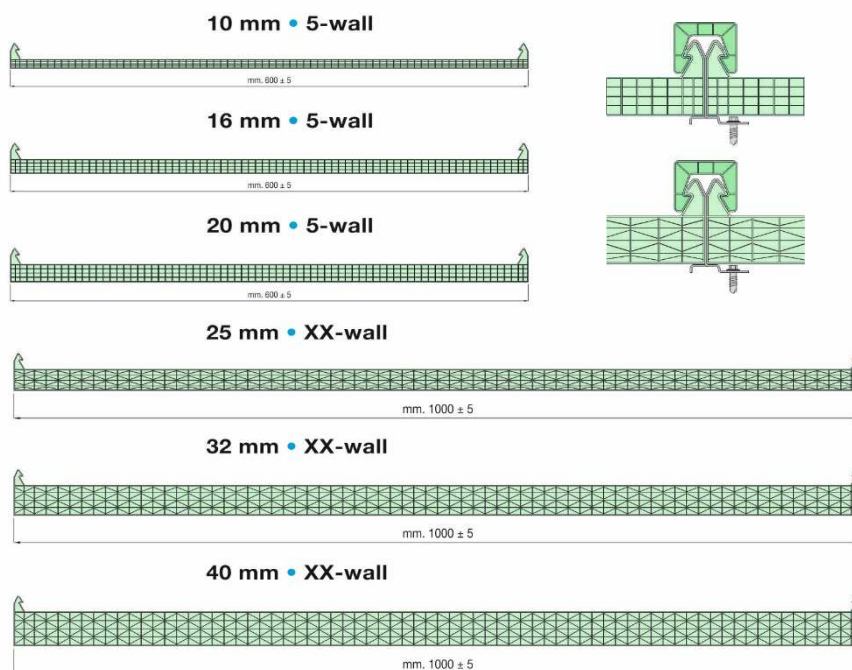 10 mm • 5-wall
mm. 600 ± 5
16 mm • 5-wall
mm. 600 ± 5
20 mm • 5-wall
mm. 600 ± 5
25 mm • XX-wall
mm. 1000 ± 5
32 mm • XX-wall
mm. 1000 ± 5
40 mm • XX-wall
mm. 1000 ± 5